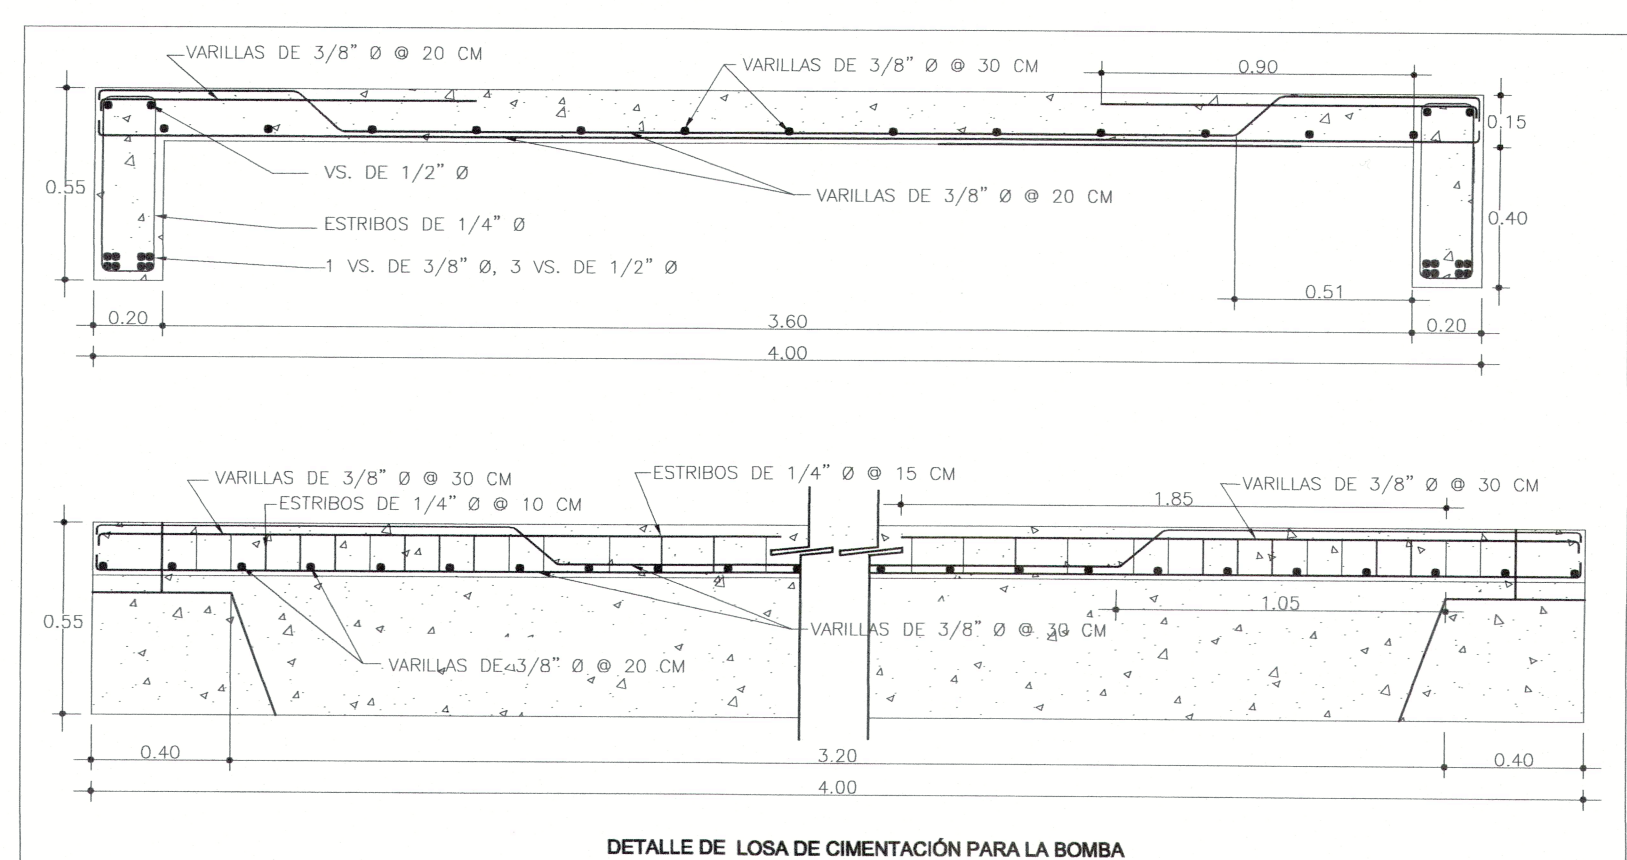 VARILLAS DE 3/8" Ø @ 20 CM
VARILLAS DE 3/8" Ø @ 30 CM
0.90
0.15
VS. DE 1/2" Ø
0.55
VARILLAS DE 3/8" Ø @ 20 CM
ESTRIBOS DE 1/4" Ø
0.40
1 VS. DE 3/8" Ø, 3 VS. DE 1/2" Ø
0.51
0.20
3.60
0.20
4.00
VARILLAS DE 3/8" Ø @ 30 CM
ESTRIBOS DE 1/4" Ø @ 15 CM
VARILLAS DE 3/8" Ø @ 30 CM
ESTRIBOS DE 1/4" Ø @ 10 CM
1.85
1.05
0.55
VARILLAS DE 3/8" Ø @ 30 CM
VARILLAS DE 3/8" Ø @ 20 CM
0.40
3.20
0.40
4.00
DETALLE DE LOSA DE CIMENTACIÓN PARA LA BOMBA